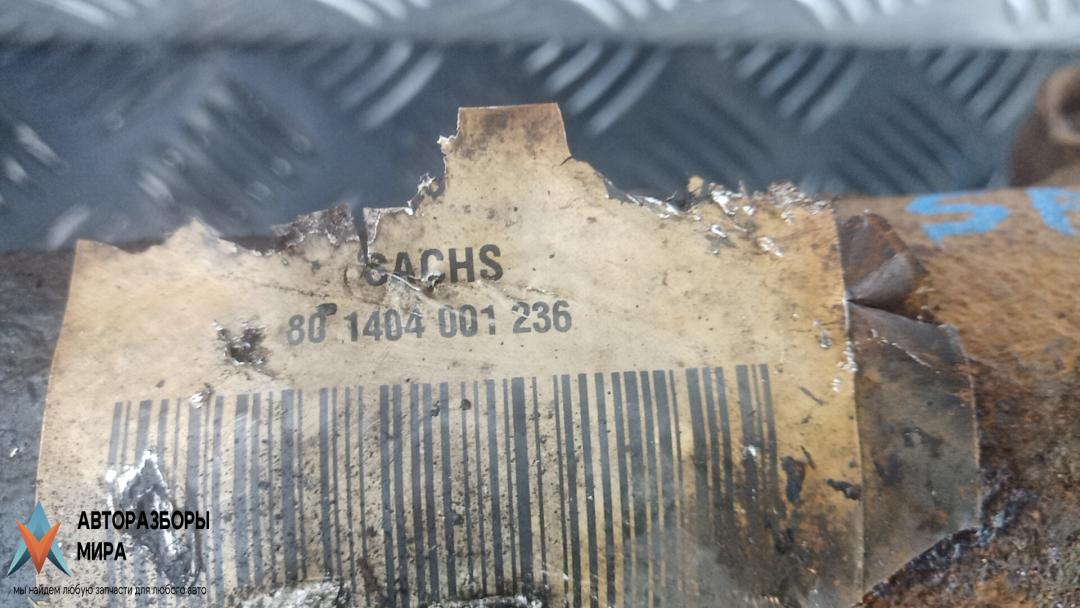 SACHS
80 1404 001 236
АВТОРАЗБОРЫ
МИРА
мы найдем любую запчасти для любого авто